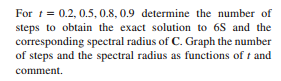 For t = 0.2, 0.5, 0.8, 0.9 determine the number of
steps to obtain the exact solution to 6S and the
corresponding spectral radius of C. Graph the number
of steps and the spectral radius as functions of t and
comment.